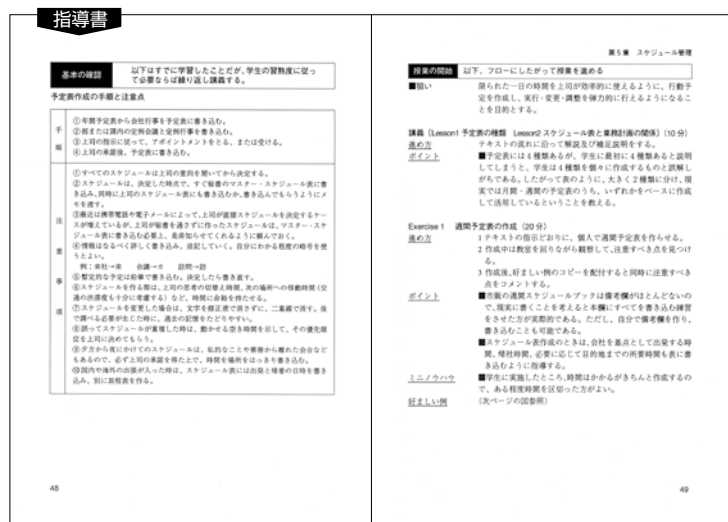 指導書
基本の確認
以下はすでに学習したことだが、学生の習熟度に従っ
て必要ならば繰り返し講義する。
予定表作成の手順と注意点
手順
①年間予定表から会社行事を予定表に書き込む。
②部または課内の定例会議と定例行事を書き込む。
③上司の指示に従って、アポイントメントをとる、または受ける。
④上司の承認後、予定表に書き込む。
注意事項
①すべてのスケジュールは上司の意向を聞いてから決定する。
②スケジュールは、決定した時点で、すぐ秘書のマスター・スケジュール表に書
き込み、同時に上司のスケジュール表にも書き込むか、書き込んでもらうようにメ
モを渡す。
③最近は携帯電話や電子メールによって、上司が直接スケジュールを決定するケー
スが増えているが、上司が秘書を通さずに作ったスケジュールは、マスター・スケ
ジュール表に書き込む必要上、是非知らせてくれるように頼んでおく。
④情報はなるべく詳しく書き込み、追記していく。自分にわかる程度の暗号を使
うとよい。
例:来社→来 会議→カ 訪問→訪
⑤暫定的な予定は鉛筆で書き込む。決定したら書き直す。
⑥スケジュールを作る際は、上司の思考の切替え時間、次の場所への移動時間(交
通の渋滞度も十分に考慮する)など、時間に余裕を持たせる。
⑦スケジュールを変更した場合は、文字を修正液で消さずに、二重線で消す。後
で調べる必要が生じた時に、過去の記憶をたどりやすい。
⑧誤ってスケジュールが重複した時は、動かせる空き時間を示して、その優先順
位を上司に決めてもらう。
⑨夕方から夜にかけてのスケジュールは、私的なことや業務から離れた会合など
もあるので、必ず上司の承認を得た上で、時間を場所をはっきり書き込む。
⑩国内や海外の出張が入った時は、スケジュール表には出発と帰着の日時を書き
込み、別に旅程表を作る。
48
第5章 スケジュール管理
授業の開始 以下、フローにしたがって授業を進める
■狙い 限られた一日の時間を上司が効率的に使えるように、行動予
定を作成し、実行・変更・調整を弾力的に行えるようになるこ
とを目的とする。
講義(Lesson1 予定表の種類 Lesson2 スケジュール表と業務計画の関係)(10分)
進め方 テキストの流れに沿って解説及び補足説明をする。
ポイント ■予定表には4種類あるが、学生に最初に4種類あると説明
してしまうと、学生は4種類を個々に作成するものと誤解し
がちである。したがって表のように、大きく2種類に分け、現
実では月間・週間の予定表のうち、いずれかをベースに作成
して活用しているということを教える。
Exercise 1 週間予定表の作成(20分)
進め方 1 テキストの指示どおりに、個人で週間予定表を作らせる。
2 作成中は教室を回りながら観察して、注意すべき点を見つけ
る。
3 作成後、好ましい例のコピーを配付すると同時に注意すべき
点をコメントする。
ポイント ■市販の週間スケジュールブックは備考欄がほとんどないの
で、現実に書くことを考えると本欄にすべてを書き込む練習
をさせた方が実際的である。ただし、自分で備考欄を作り、
書き込むことも可能である。
■スケジュール表作成のときは、会社を基点として出発する時
間、帰社時間、必要に応じて目的地までの所要時間も表に書
き込むように指導する。
ミニノウハウ ■学生に実施したところ、時間はかかるがきちんと作成するの
で、ある程度時間を区切った方がよい。
好ましい例 (次ページの図参照)
49